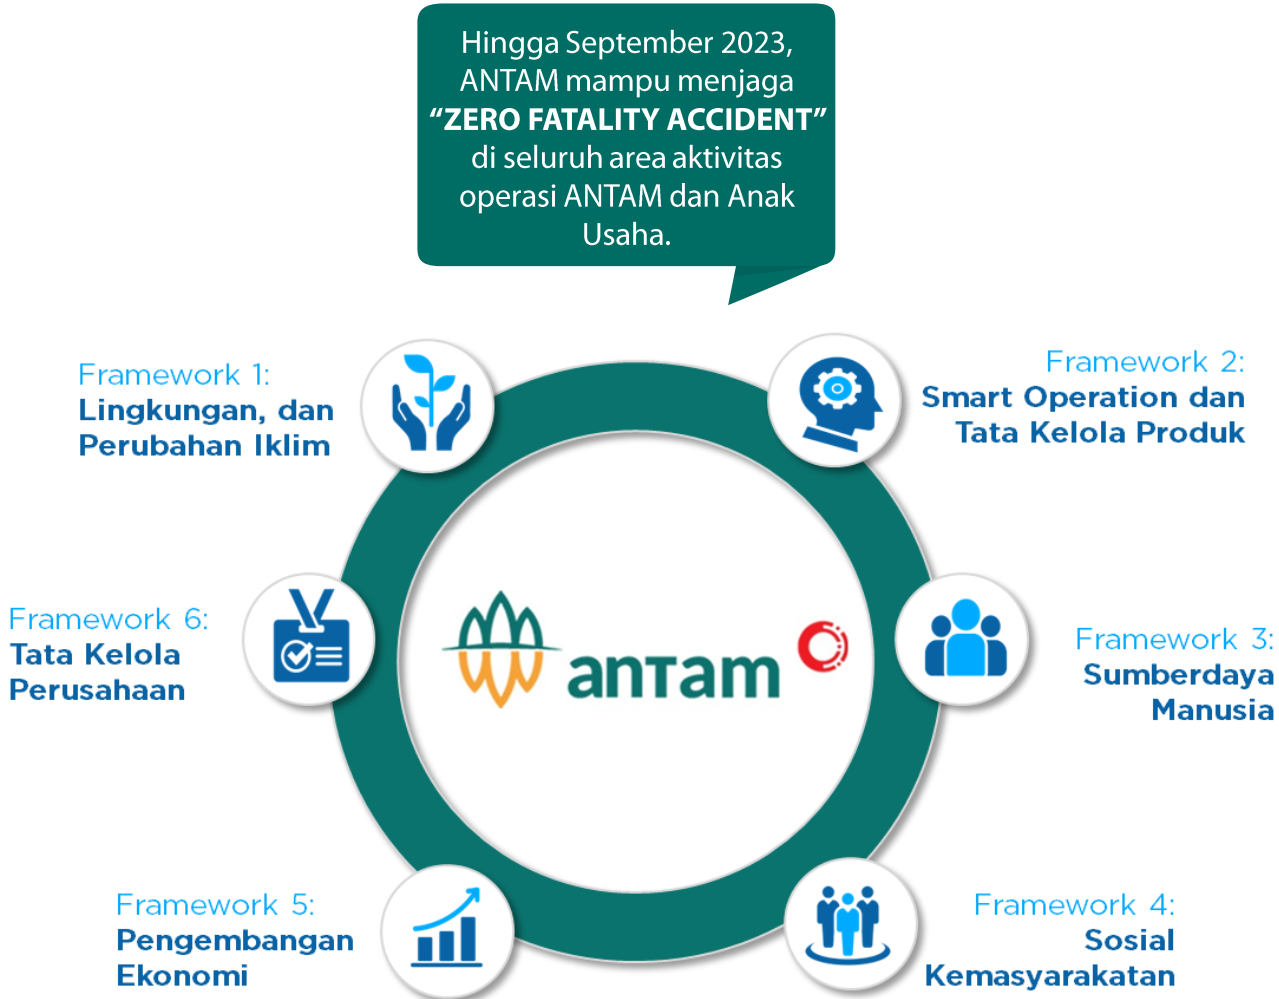 Hingga September 2023,
ANTAM mampu menjaga
“ZERO FATALITY ACCIDENT”
di seluruh area aktivitas
operasi ANTAM dan Anak
Usaha.
Framework 1:
Lingkungan, dan
Perubahan Iklim
Framework 2:
Smart Operation dan
Tata Kelola Produk
Framework 6:
Tata Kelola
Perusahaan
antam
Framework 3:
Sumberdaya
Manusia
Framework 5:
Pengembangan
Ekonomi
Framework 4:
Sosial
Kemasyarakatan